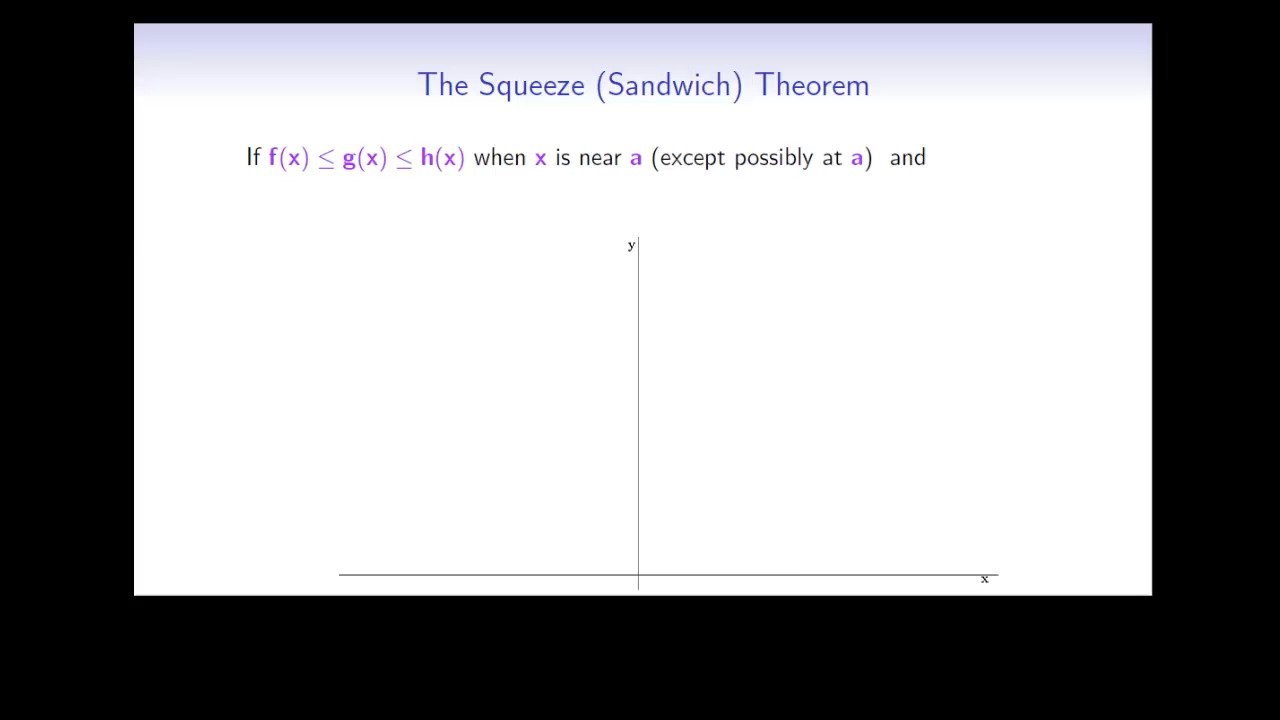 The Squeeze (Sandwich) Theorem
If f(x) ≤ g(x) ≤ h(x) when x is near a (except possibly at a) and
y
x